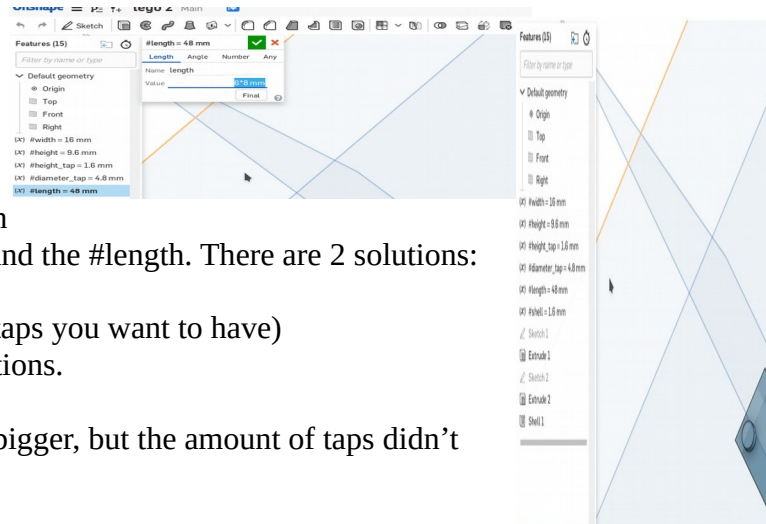 Onshape
lego 2 Main
Sketch
Features (15)
Filter by name or type
Default geometry
Origin
Top
Front
Right
(x) #width = 16 mm
(x) #height = 9.6 mm
(x) #height_tap = 1.6 mm
(x) #diameter_tap = 4.8 mm
(x) #length = 48 mm
#length = 48 mm
Length Angle Number Any
Name length
Value 6*8 mm
Final
nd the #length. There are 2 solutions:
taps you want to have)
tions.
bigger, but the amount of taps didn’t
Features (15)
Filter by name or type
Default geometry
Origin
Top
Front
Right
(x) #width = 16 mm
(x) #height = 9.6 mm
(x) #height_tap = 1.6 mm
(x) #diameter_tap = 4.8 mm
(x) #length = 48 mm
(x) #shell = 1.6 mm
Sketch 1
Extrude 1
Sketch 2
Extrude 2
Shell 1